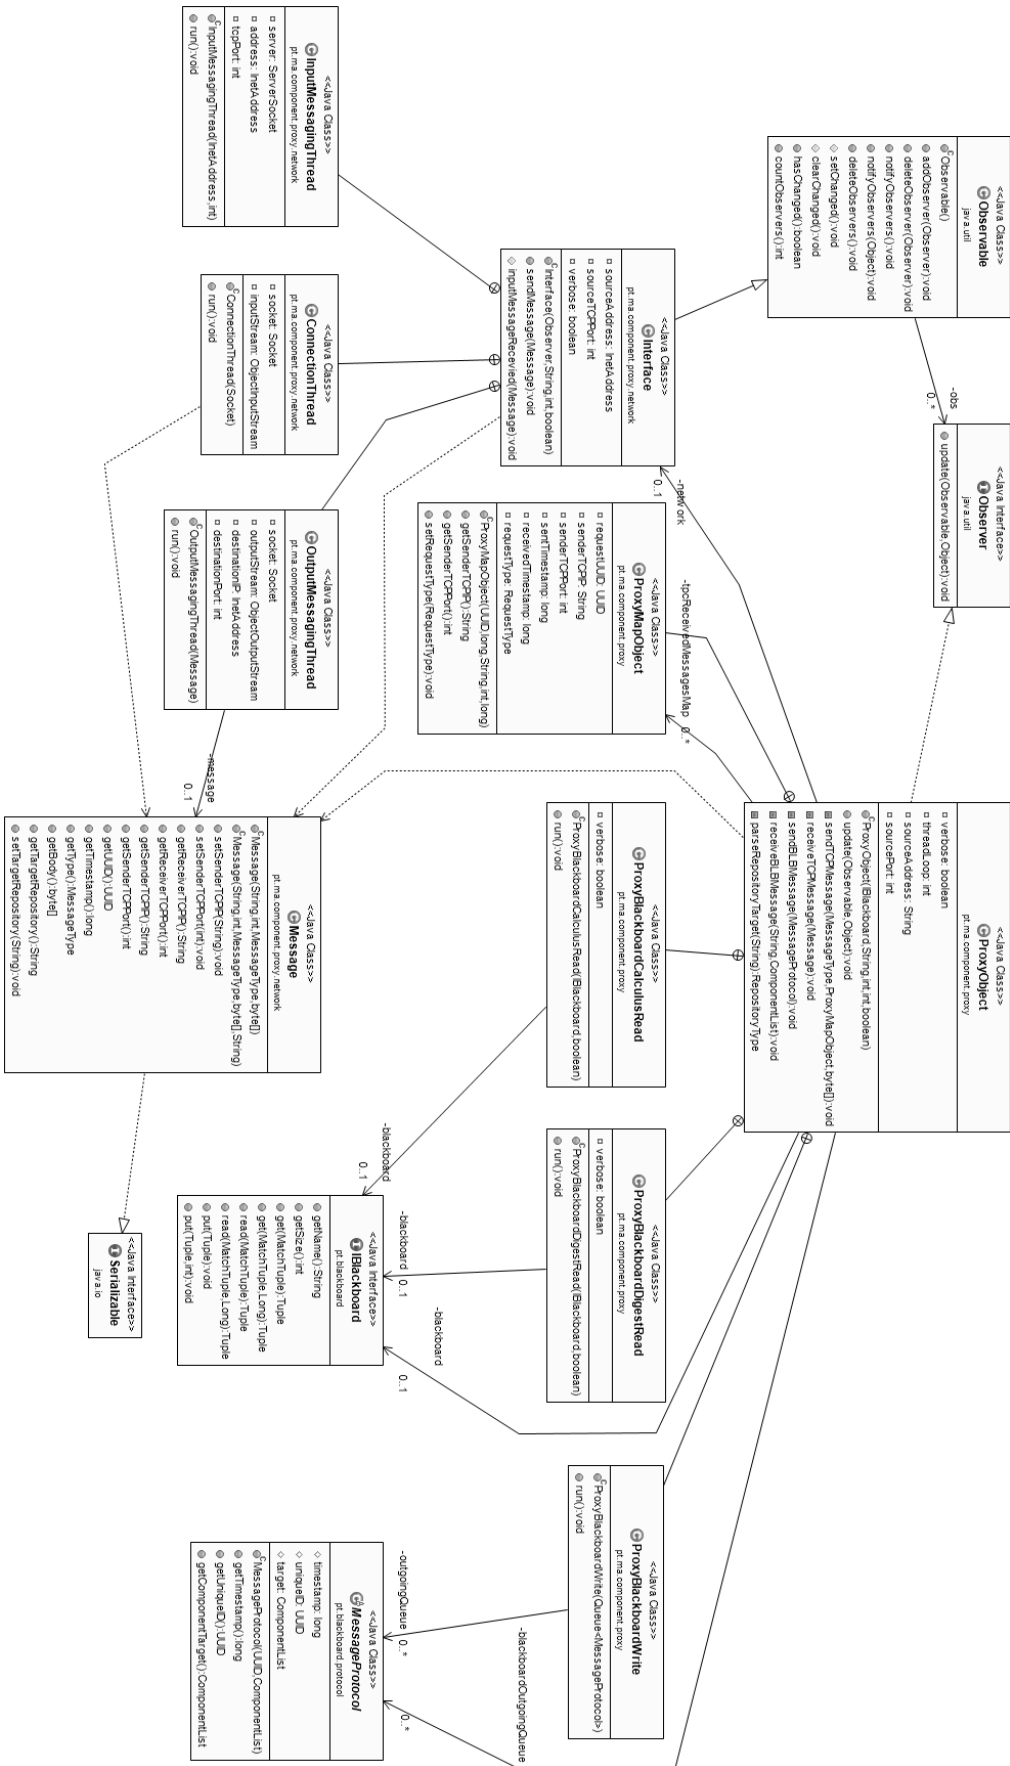 <<Java Class>>
Observable
java.util
Observable()
addObserver(Observer):void
deleteObserver(Observer):void
notifyObservers():void
notifyObservers(Object):void
deleteObservers():void
setChanged():void
clearChanged():void
hasChanged():boolean
countObservers():int
-obs
0..*
<<Java Interface>>
Observer
java.util
update(Observable,Object):void
<<Java Class>>
ProxyObject
pt.ma.component.proxy
verbose: boolean
threadLoop: int
sourceAddress: String
sourcePort: int
ProxyObject(IBlackboard,String,int,int,boolean)
update(Observable,Object):void
sendTCPMessage(MessageType,ProxyMapObject,byte[]):void
receiveTCPMessage(Message):void
sendBLBMessage(MessageProtocol):void
receiveBLBMessage(String,ComponentList):void
parseRepositoryTarget(String):RepositoryType
<<Java Class>>
Interface
pt.ma.component.proxy.network
sourceAddress: InetAddress
sourceTCPPort: int
verbose: boolean
Interface(Observer,String,int,boolean)
sendMessage(Message):void
inputMessageRecevied(Message):void
-network
0..1
<<Java Class>>
ProxyMapObject
pt.ma.component.proxy
requestUUID: UUID
senderTCPIP: String
senderTCPPort: int
sentTimestamp: long
receivedTimestamp: long
requestType: RequestType
ProxyMapObject(UUID,long,String,int,long)
getSenderTCPIP():String
getSenderTCPPort():int
setRequestType(RequestType):void
-tpcReceivedMessagesMap
0..*
<<Java Class>>
ProxyBlackboardCalculusRead
pt.ma.component.proxy
verbose: boolean
ProxyBlackboardCalculusRead(IBlackboard,boolean)
run():void
<<Java Class>>
ProxyBlackboardDigestRead
pt.ma.component.proxy
verbose: boolean
ProxyBlackboardDigestRead(IBlackboard,boolean)
run():void
<<Java Class>>
ProxyBlackboardWrite
pt.ma.component.proxy
ProxyBlackboardWrite(Queue<MessageProtocol>)
run():void
<<Java Class>>
InputMessagingThread
pt.ma.component.proxy.network
server: ServerSocket
address: InetAddress
tcpPort: int
InputMessagingThread(InetAddress,int)
run():void
<<Java Class>>
ConnectionThread
pt.ma.component.proxy.network
socket: Socket
inputStream: ObjectInputStream
ConnectionThread(Socket)
run():void
<<Java Class>>
OutputMessagingThread
pt.ma.component.proxy.network
socket: Socket
outputStream: ObjectOutputStream
destinationIP: InetAddress
destinationPort: int
OutputMessagingThread(Message)
run():void
-message
0..1
<<Java Class>>
Message
pt.ma.component.proxy.network
Message(String,int,MessageType,byte[])
Message(String,int,MessageType,byte[],String)
setSenderTCPIP(String):void
setSenderTCPPort(int):void
getReceiverTCPIP():String
getReceiverTCPPort():int
getSenderTCPIP():String
getSenderTCPPort():int
getUUID():UUID
getTimestamp():long
getType():MessageType
getBody():byte[]
getTargetRepository():String
setTargetRepository(String):void
-blackboard
0..1
-blackboard
0..1
-blackboard
0..1
<<Java Interface>>
IBlackboard
pt.blackboard
getName():String
getSize():int
get(MatchTuple):Tuple
get(MatchTuple,Long):Tuple
read(MatchTuple):Tuple
read(MatchTuple,Long):Tuple
put(Tuple):void
put(Tuple,int):void
<<Java Interface>>
Serializable
java.io
-outgoingQueue
0..*
-blackboardOutgoingQueue
0..*
<<Java Class>>
MessageProtocol
pt.blackboard.protocol
timestamp: long
uniqueID: UUID
target: ComponentList
MessageProtocol(UUID,ComponentList)
getTimestamp():long
getUniqueID():UUID
getComponentTarget():ComponentList